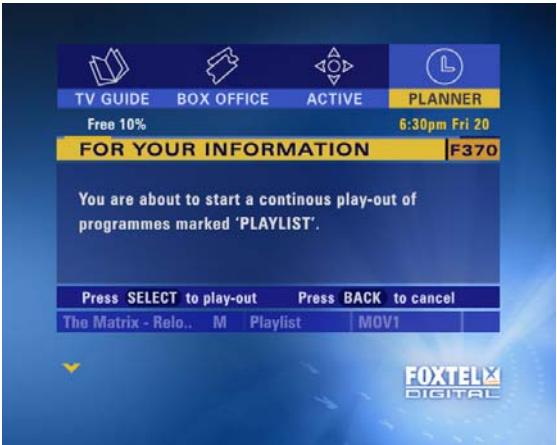 TV GUIDE BOX OFFICE ACTIVE PLANNER
Free 10% 6:30pm Fri 20
FOR YOUR INFORMATION F370
You are about to start a continous play-out of
programmes marked 'PLAYLIST'.
Press SELECT to play-out Press BACK to cancel
The Matrix - Relo.. M Playlist MOV1
FOXTEL
DIGITAL